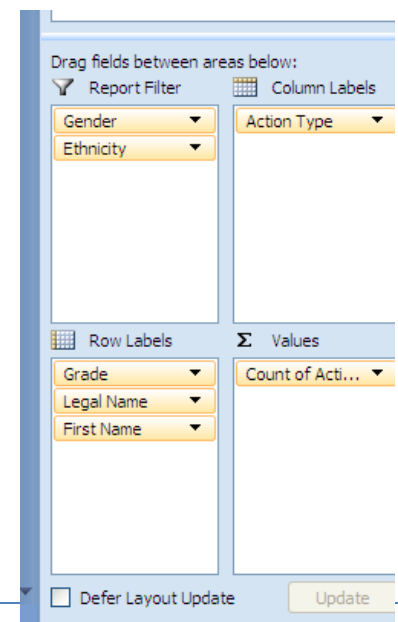 Drag fields between areas below:
Report Filter
Gender
Ethnicity
Column Labels
Action Type
Row Labels
Grade
Legal Name
First Name
Σ Values
Count of Acti...
Defer Layout Update
Update